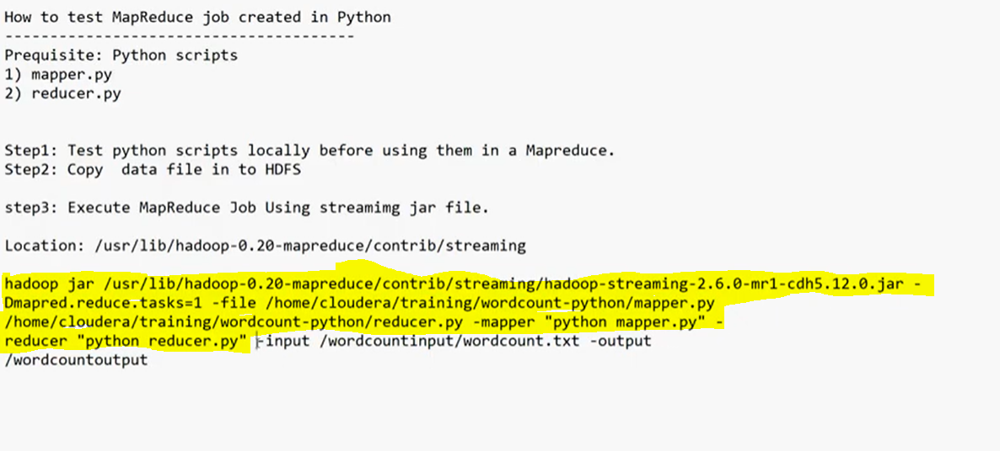 How to test MapReduce job created in Python
---------------------------------------
Prequisite: Python scripts
1) mapper.py
2) reducer.py
Step1: Test python scripts locally before using them in a Mapreduce.
Step2: Copy  data file in to HDFS
step3: Execute MapReduce Job Using streamimg jar file.
Location: /usr/lib/hadoop-0.20-mapreduce/contrib/streaming
hadoop jar /usr/lib/hadoop-0.20-mapreduce/contrib/streaming/hadoop-streaming-2.6.0-mr1-cdh5.12.0.jar -
Dmapred.reduce.tasks=1 -file /home/cloudera/training/wordcount-python/mapper.py
/home/cloudera/training/wordcount-python/reducer.py -mapper "python mapper.py" -
reducer "python reducer.py" -input /wordcountinput/wordcount.txt -output
/wordcountoutput